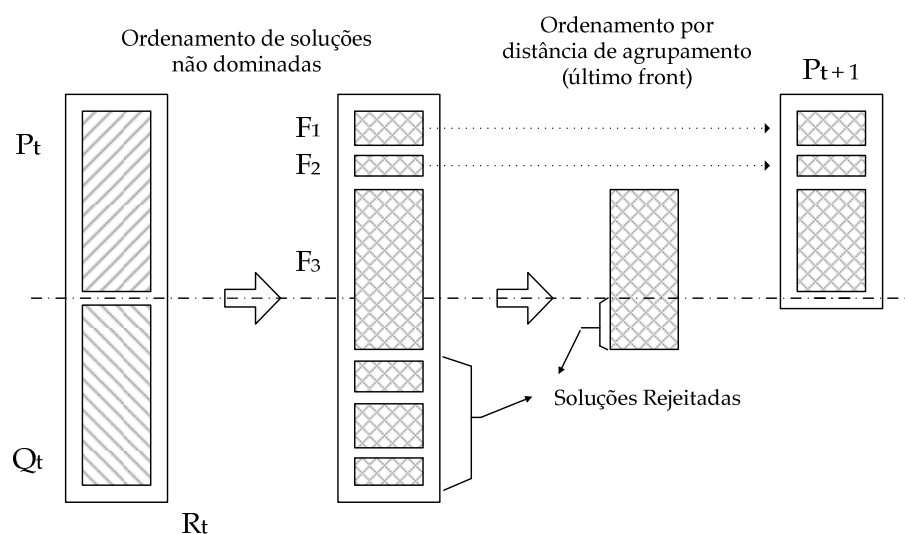 Ordenamento de soluções
não dominadas
Ordenamento por
distância de agrupamento
(último front)
Pt+1
Pt
F1
F2
F3
Qt
Rt
Soluções Rejeitadas